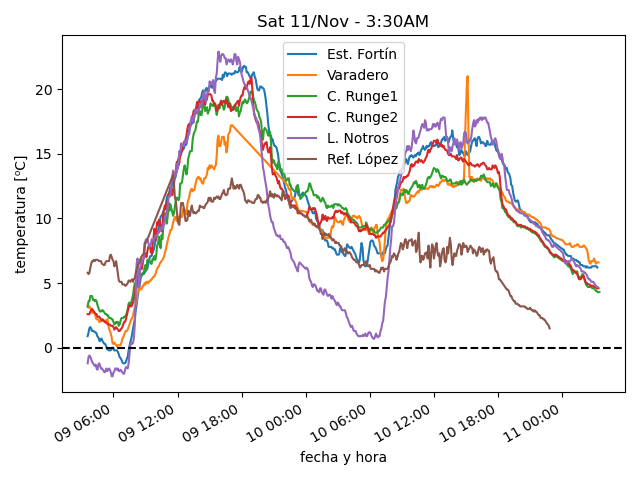 Sat 11/Nov - 3:30AM
Est. Fortín
Varadero
C. Runge1
C. Runge2
L. Notros
Ref. López
temperatura [ºC]
20
15
10
5
0
09 06:00
09 12:00
09 18:00
10 00:00
10 06:00
10 12:00
10 18:00
11 00:00
fecha y hora